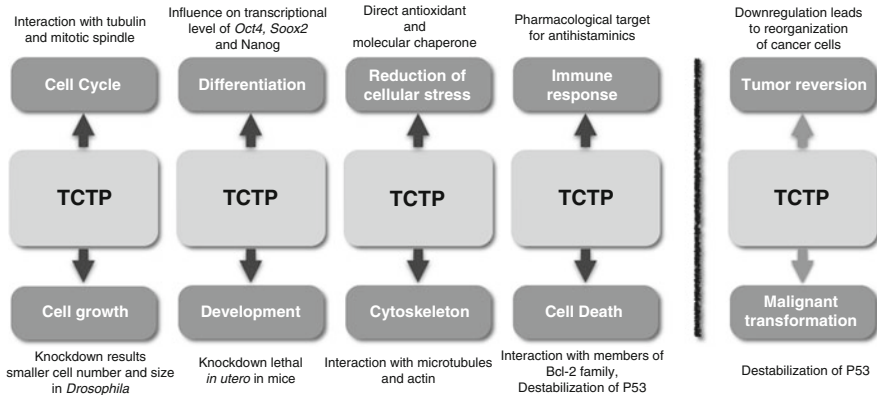 Interaction with tubulin
and mitotic spindle
Cell Cycle
TCTP
Cell growth
Knockdown results
smaller cell number and size
in Drosophila
Influence on transcriptional
level of Oct4, Soox2
and Nanog
Differentiation
TCTP
Development
Knockdown lethal
in utero in mice
Direct antioxidant
and
molecular chaperone
Reduction of
cellular stress
TCTP
Cytoskeleton
Interaction with microtubules
and actin
Pharmacological target
for antihistaminics
Immune
response
TCTP
Cell Death
Interaction with members of
Bcl-2 family,
Destabilization of P53
Downregulation leads
to reorganization
of cancer cells
Tumor reversion
TCTP
Malignant
transformation
Destabilization of P53